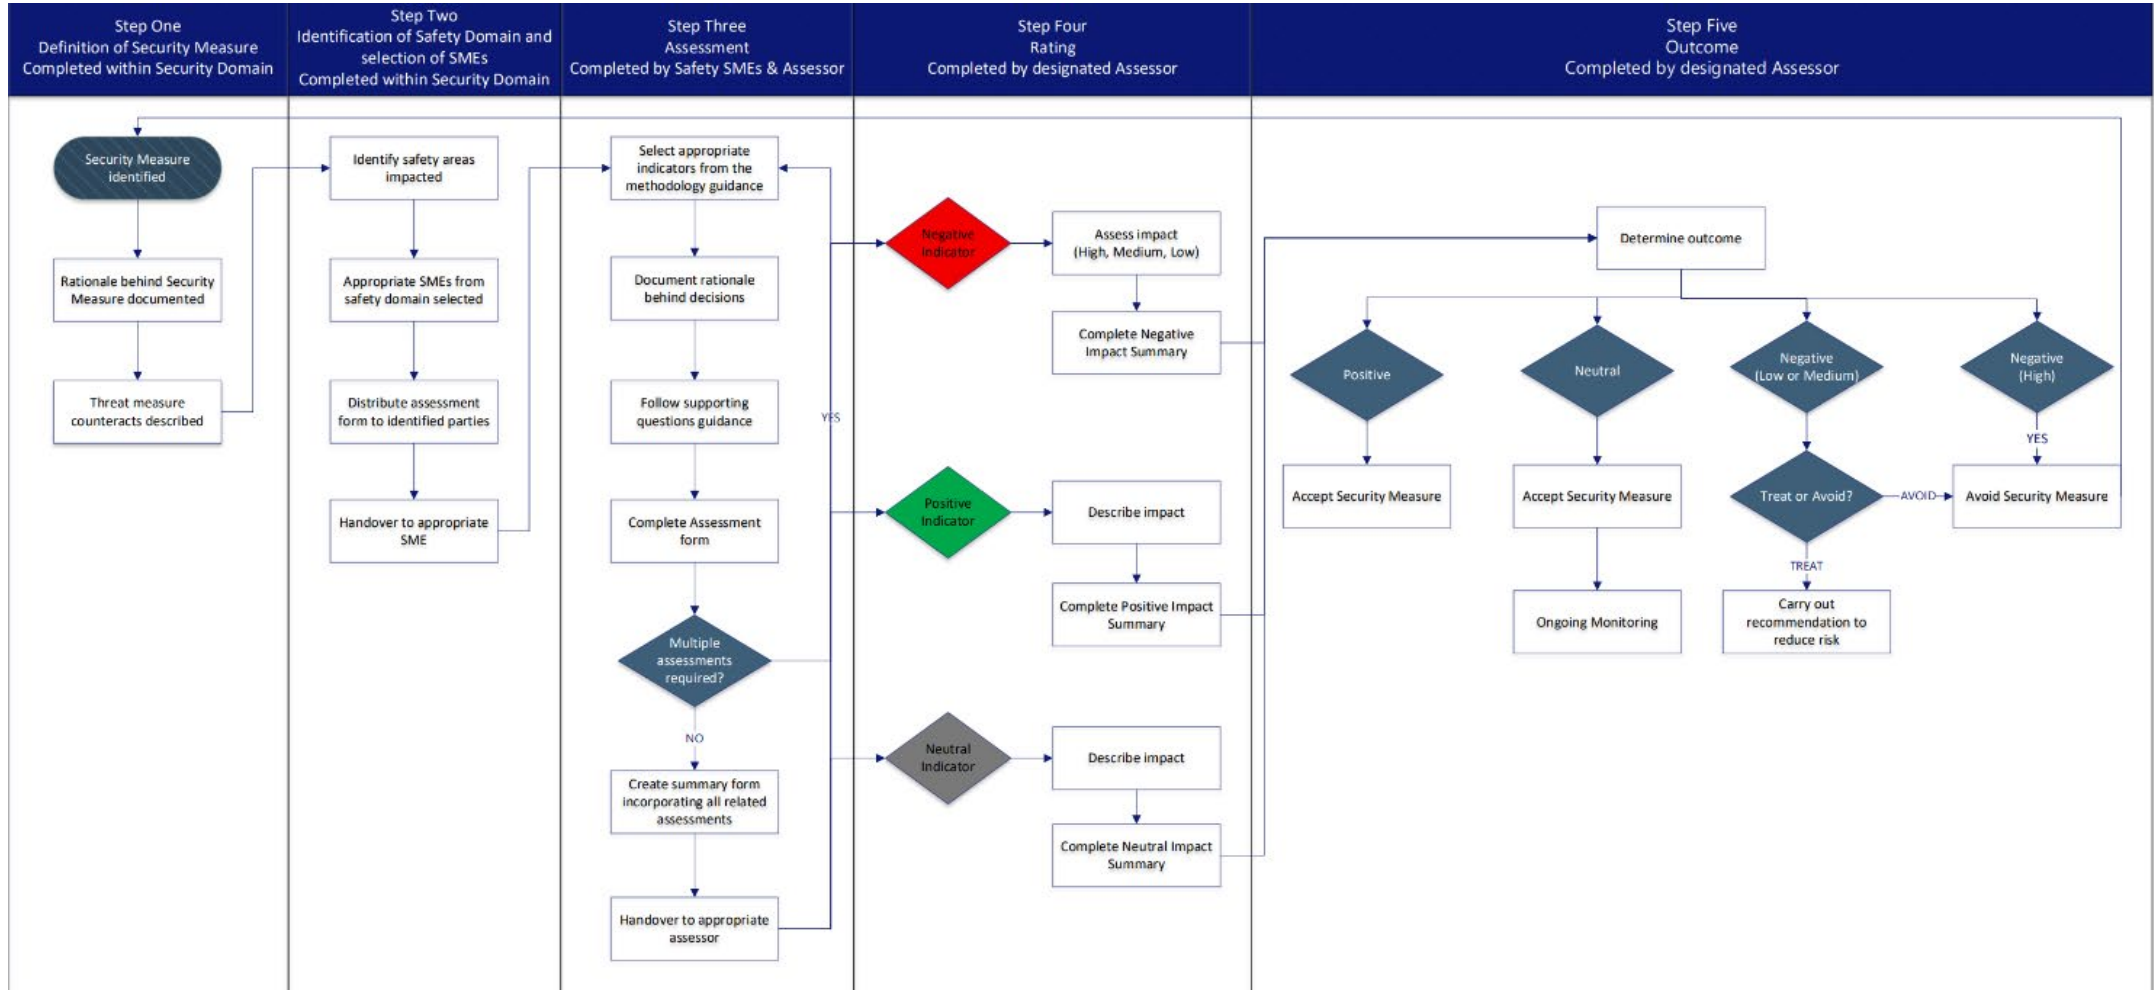 Step One
Definition of Security Measure
Completed within Security Domain
Step Two
Identification of Safety Domain and
selection of SMEs
Completed within Security Domain
Step Three
Assessment
Completed by Safety SMEs & Assessor
Step Four
Rating
Completed by designated Assessor
Step Five
Outcome
Completed by designated Assessor
Security Measure
identified
Rationale behind Security
Measure documented
Threat measure
counteracts described
Identify safety areas
impacted
Appropriate SMEs from
safety domain selected
Distribute assessment
form to identified parties
Handover to appropriate
SME
Select appropriate
indicators from the
methodology guidance
Document rationale
behind decisions
Follow supporting
questions guidance
Complete Assessment
form
Multiple
assessments
required?
YES
NO
Create summary form
incorporating all related
assessments
Handover to appropriate
assessor
Negative
Indicator
Assess impact
(High, Medium, Low)
Complete Negative
Impact Summary
Positive
Indicator
Describe impact
Complete Positive Impact
Summary
Neutral
Indicator
Describe impact
Complete Neutral Impact
Summary
Determine outcome
Positive
Accept Security Measure
Neutral
Accept Security Measure
Ongoing Monitoring
Negative
(Low or Medium)
Treat or Avoid?
AVOID
TREAT
Carry out
recommendation to
reduce risk
Negative
(High)
YES
Avoid Security Measure